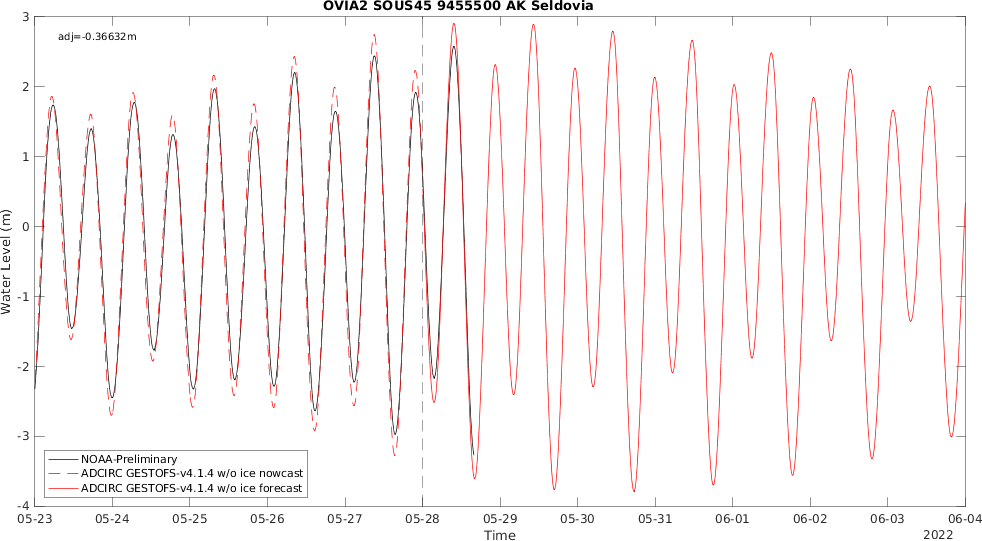 OVIA2 SOUS45 9455500 AK Seldovia
adj=-0.36632m
3
2
1
0
-1
-2
-3
-4
Water Level (m)
NOAA-Preliminary
ADCIRC GESTOFS-v4.1.4 w/o ice nowcast
ADCIRC GESTOFS-v4.1.4 w/o ice forecast
05-23 05-24 05-25 05-26 05-27 05-28 05-29 05-30 05-31 06-01 06-02 06-03 06-04
Time
2022